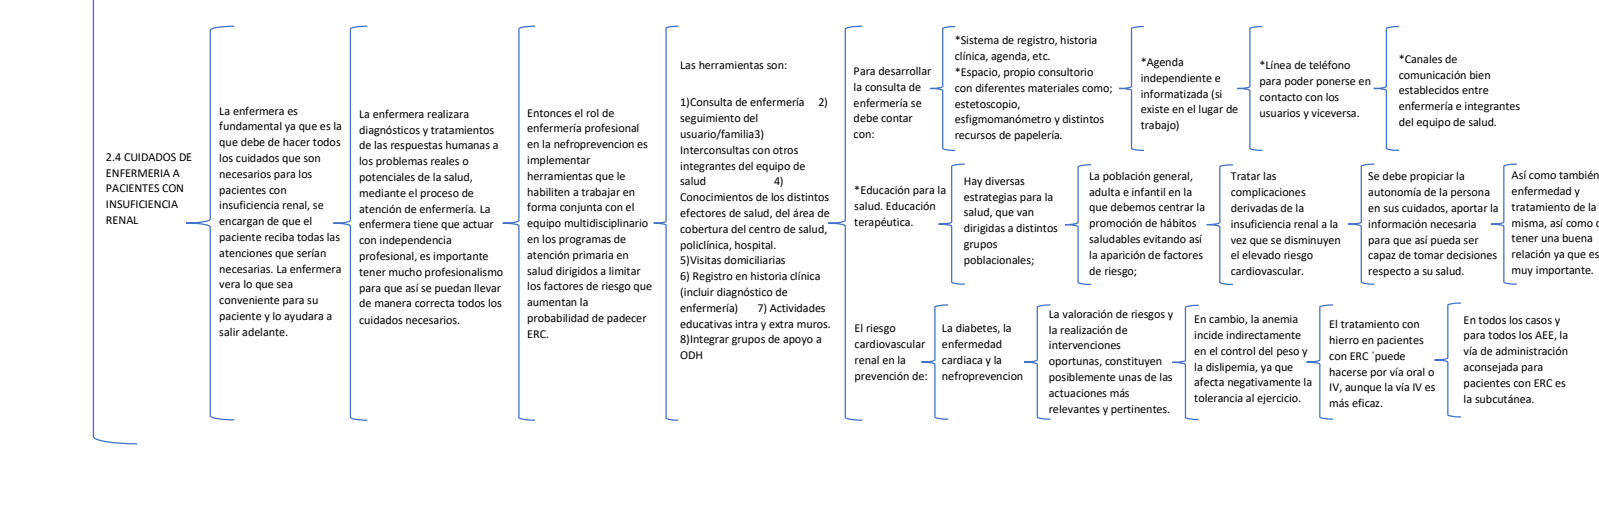 2.4 CUIDADOS DE
ENFERMERIA A
PACIENTES CON
INSUFICIENCIA
RENAL
La enfermera es
fundamental ya que es la
que debe de hacer todos
los cuidados que son
necesarios para los
pacientes con
insuficiencia renal, se
encargan de que el
paciente reciba todas las
atenciones que serían
necesarias. La enfermera
vera lo que sea
conveniente para su
paciente y lo ayudara a
salir adelante.
La enfermera realizara
diagnósticos y tratamientos
de las respuestas humanas a
los problemas reales o
potenciales de la salud,
mediante el proceso de
atención de enfermería. La
enfermera tiene que actuar
con independencia
profesional, es importante
tener mucho profesionalismo
para que así se puedan llevar
de manera correcta todos los
cuidados necesarios.
Entonces el rol de
enfermería profesional
en la nefroprevencion es
implementar
herramientas que le
habiliten a trabajar en
forma conjunta con el
equipo multidisciplinario
en los programas de
atención primaria en
salud dirigidos a limitar
los factores de riesgo que
aumentan la
probabilidad de padecer
ERC.
Las herramientas son:
1)Consulta de enfermería 2)
seguimiento del
usuario/familia3)
Interconsultas con otros
integrantes del equipo de
salud 4)
Conocimientos de los distintos
efectores de salud, del área de
cobertura del centro de salud,
policlínica, hospital.
5)Visitas domiciliarias
6) Registro en historia clínica
(incluir diagnóstico de
enfermería) 7) Actividades
educativas intra y extra muros.
8)Integrar grupos de apoyo a
ODH
Para desarrollar
la consulta de
enfermería se
debe contar
con:
*Sistema de registro, historia
clínica, agenda, etc.
*Espacio, propio consultorio
con diferentes materiales como;
estetoscopio,
esfigmomanómetro y distintos
recursos de papelería.
*Agenda
independiente e
informatizada (si
existe en el lugar de
trabajo)
*Línea de teléfono
para poder ponerse en
contacto con los
usuarios y viceversa.
*Canales de
comunicación bien
establecidos entre
enfermería e integrantes
del equipo de salud.
*Educación para la
salud. Educación
terapéutica.
Hay diversas
estrategias para la
salud, que van
dirigidas a distintos
grupos
poblacionales;
La población general,
adulta e infantil en la
que debemos centrar la
promoción de hábitos
saludables evitando así
la aparición de factores
de riesgo;
Tratar las
complicaciones
derivadas de la
insuficiencia renal a la
vez que se disminuyen
el elevado riesgo
cardiovascular.
Se debe propiciar la
autonomía de la persona
en sus cuidados, aportar la
información necesaria
para que así pueda ser
capaz de tomar decisiones
respecto a su salud.
Así como también
enfermedad y
tratamiento de la
misma, así como
tener una buena
relación ya que es
muy importante.
El riesgo
cardiovascular
renal en la
prevención de:
La diabetes, la
enfermedad
cardiaca y la
nefroprevencion
La valoración de riesgos y
la realización de
intervenciones
oportunas, constituyen
posiblemente unas de las
actuaciones más
relevantes y pertinentes.
En cambio, la anemia
incide indirectamente
en el control del peso y
la dislipemia, ya que
afecta negativamente la
tolerancia al ejercicio.
El tratamiento con
hierro en pacientes
con ERC `puede
hacerse por vía oral o
IV, aunque la vía IV es
más eficaz.
En todos los casos y
para todos los AEE, la
vía de administración
aconsejada para
pacientes con ERC es
la subcutánea.